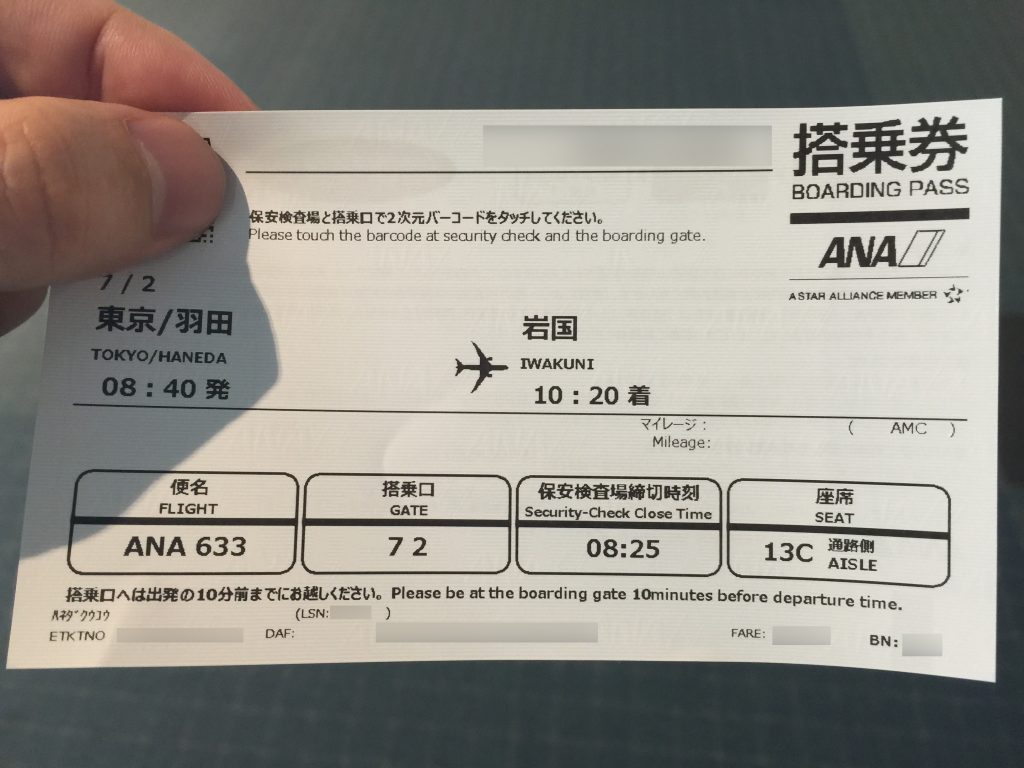 搭乗券
BOARDING PASS
ANA
A STAR ALLIANCE MEMBER
保安検査場と搭乗口で2次元バーコードをタッチしてください。
Please touch the barcode at security check and the boarding gate.
7 / 2
東京/羽田
TOKYO/HANEDA
08 : 40 発
岩国
IWAKUNI
10 : 20 着
マイレージ : ( AMC )
Mileage:
便名
FLIGHT
ANA 633
搭乗口
GATE
7 2
保安検査場締切時刻
Security-Check Close Time
08:25
座席
SEAT
13C 通路側
AISLE
搭乗口へは出発の10分前までにお越しください。 Please be at the boarding gate 10minutes before departure time.
ﾊﾈﾀﾞｸｳｺｳ (LSN: )
ETKTNO DAF: FARE: BN: